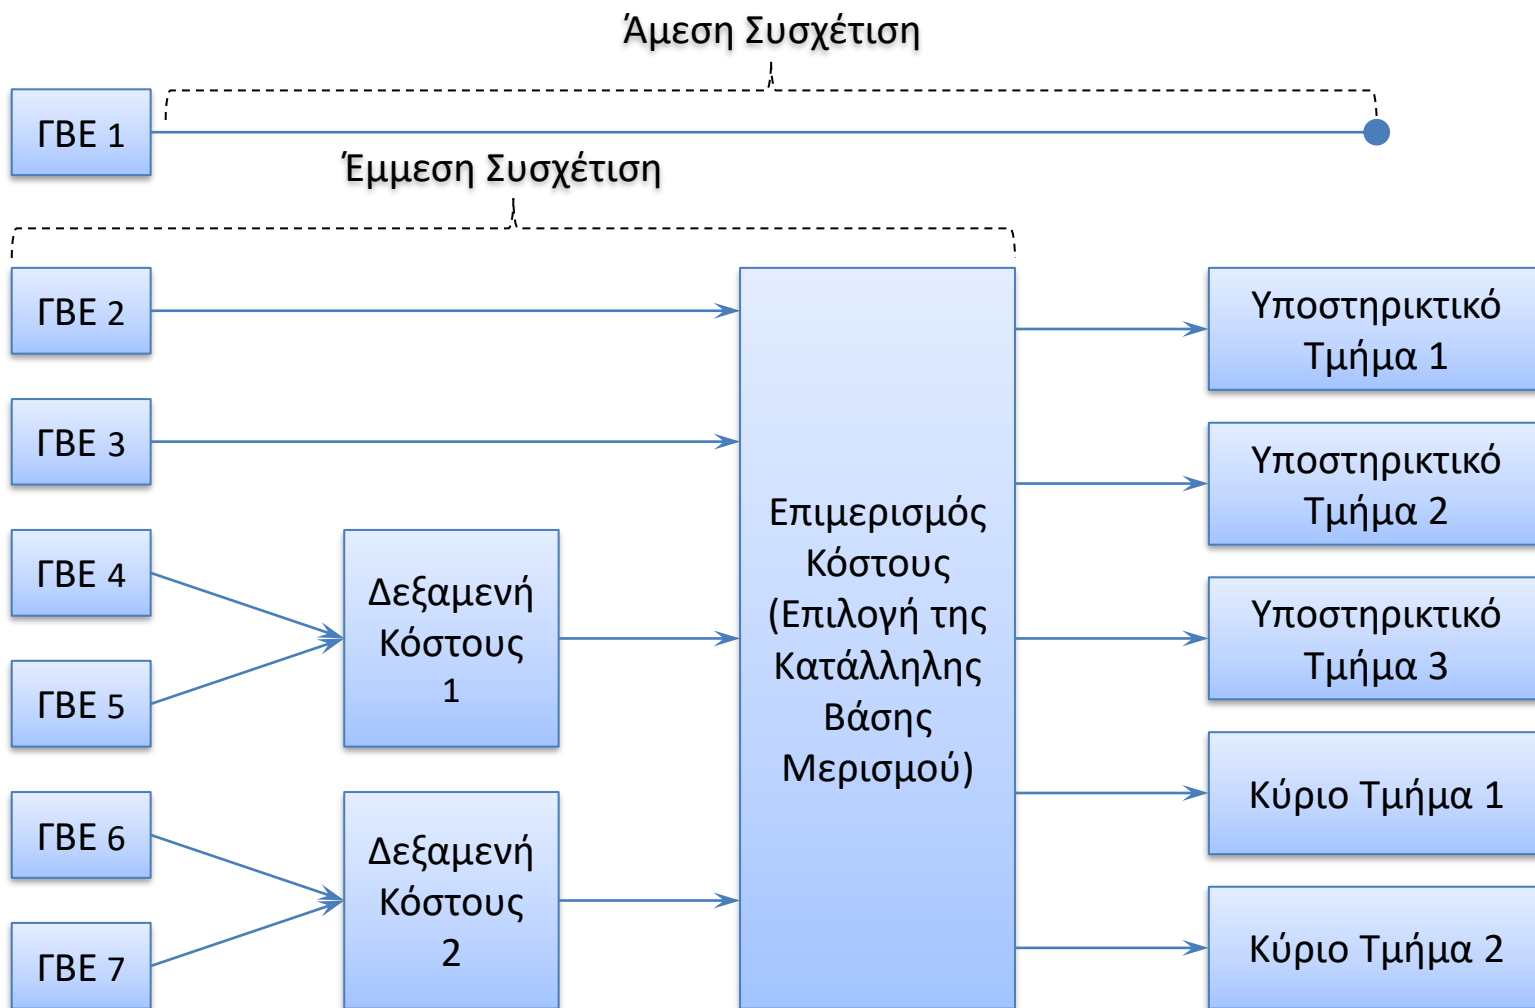 Άμεση Συσχέτιση
ΓΒΕ 1
Έμμεση Συσχέτιση
ΓΒΕ 2
ΓΒΕ 3
ΓΒΕ 4
ΓΒΕ 5
ΓΒΕ 6
ΓΒΕ 7
Δεξαμενή
Κόστους
1
Δεξαμενή
Κόστους
2
Επιμερισμός
Κόστους
(Επιλογή της
Κατάλληλης
Βάσης
Μερισμού)
Υποστηρικτικό
Τμήμα 1
Υποστηρικτικό
Τμήμα 2
Υποστηρικτικό
Τμήμα 3
Κύριο Τμήμα 1
Κύριο Τμήμα 2